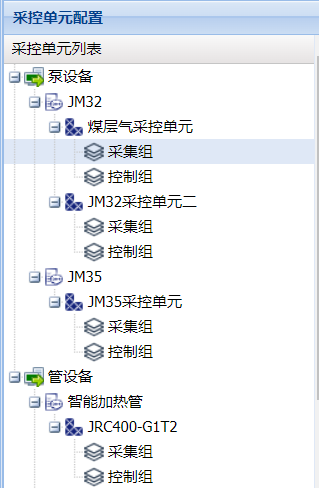 采控单元配置
采控单元列表
泵设备
JM32
煤层气采控单元
采集组
控制组
JM32采控单元二
采集组
控制组
JM35
JM35采控单元
采集组
控制组
管设备
智能加热管
JRC400-G1T2
采集组
控制组